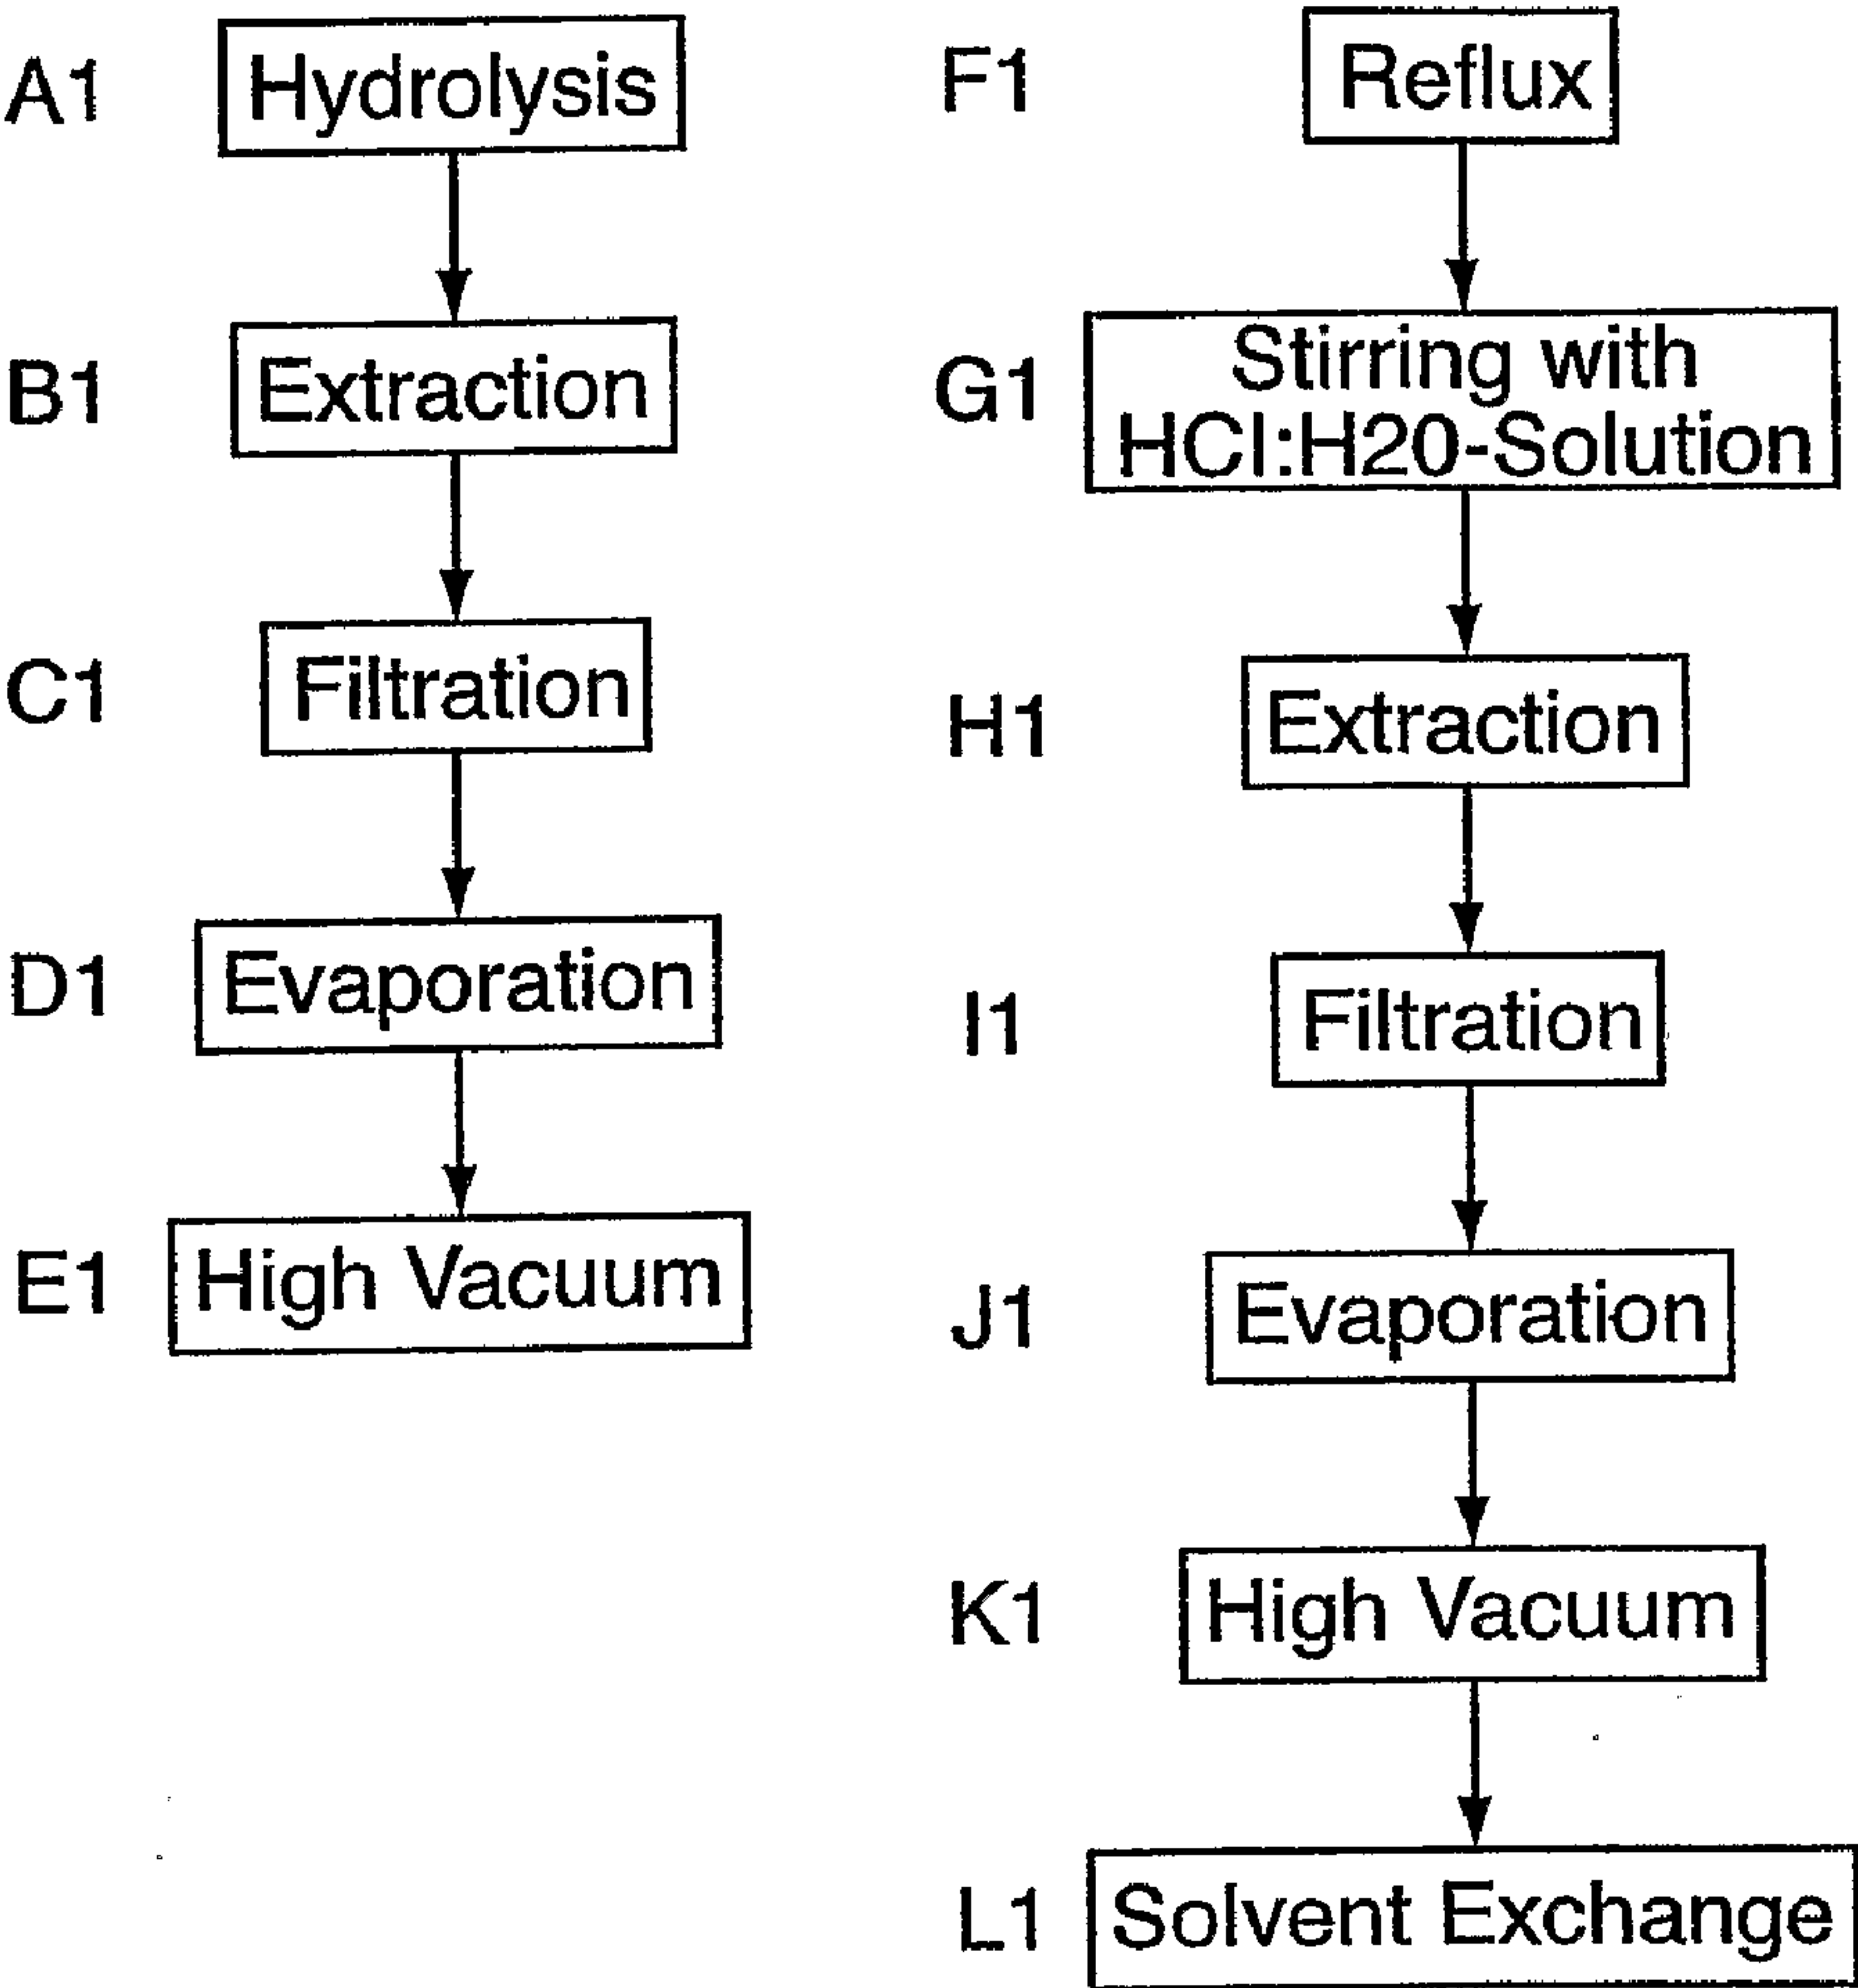 A1 Hydrolysis
B1 Extraction
C1 Filtration
D1 Evaporation
E1 High Vacuum
F1 Reflux
G1 Stirring with
HCl:H20-Solution
H1 Extraction
I1 Filtration
J1 Evaporation
K1 High Vacuum
L1 Solvent Exchange